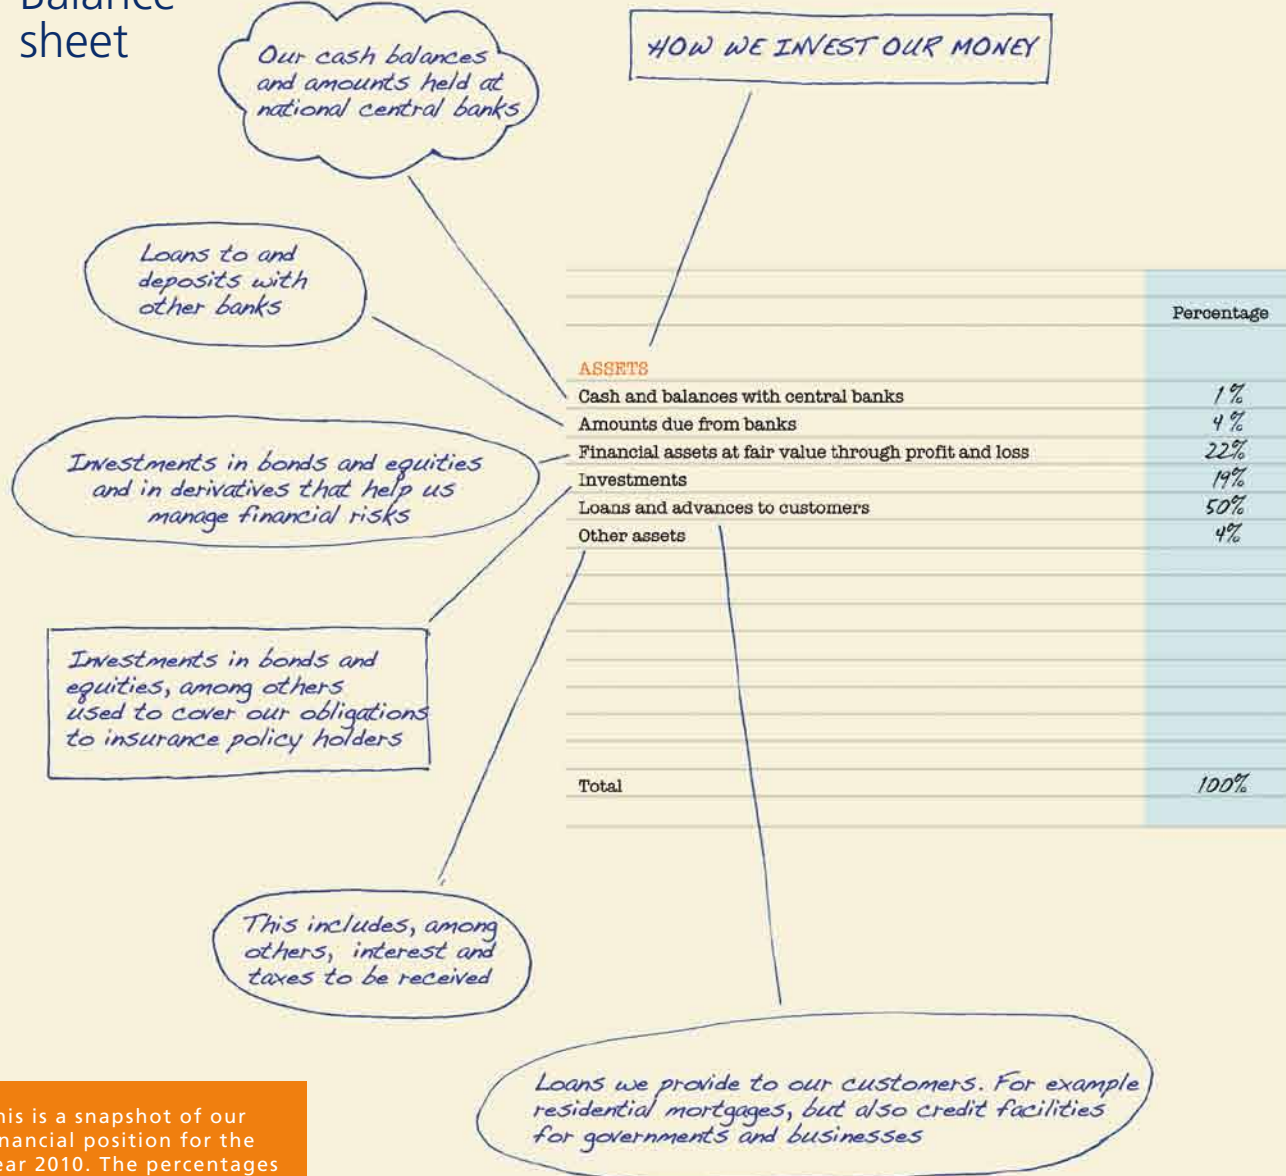 Balance
sheet
Our cash balances
and amounts held at
national central banks
HOW WE INVEST OUR MONEY
Loans to and
deposits with
other banks
Percentage
ASSETS
Cash and balances with central banks 1%
Amounts due from banks 4%
Financial assets at fair value through profit and loss 22%
Investments 19%
Loans and advances to customers 50%
Other assets 4%
Investments in bonds and equities
and in derivatives that help us
manage financial risks
Investments in bonds and
equities, among others
used to cover our obligations
to insurance policy holders
Total 100%
This includes, among
others, interest and
taxes to be received
Loans we provide to our customers. For example
residential mortgages, but also credit facilities
for governments and businesses
his is a snapshot of our
nancial position for the
ear 2010. The percentages